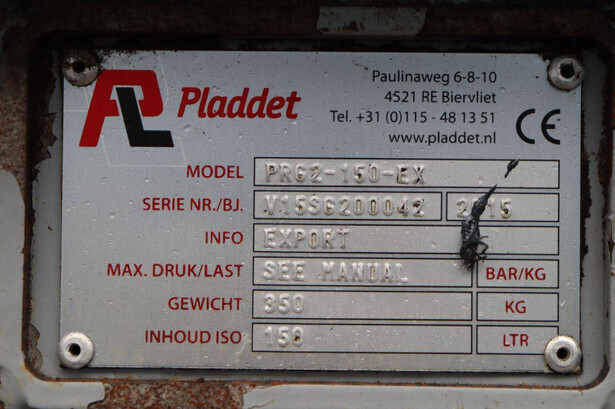 PL Pladdet
Paulinaweg 6-8-10
4521 RE Biervliet
Tel. +31 (0)115 - 48 13 51
www.pladdet.nl
CE
MODEL PRG2-150-EX
SERIE NR./BJ. V15SG200042 2015
INFO EXPORT
MAX. DRUK/LAST SEE MANUAL BAR/KG
GEWICHT 350 KG
INHOUD ISO 150 LTR